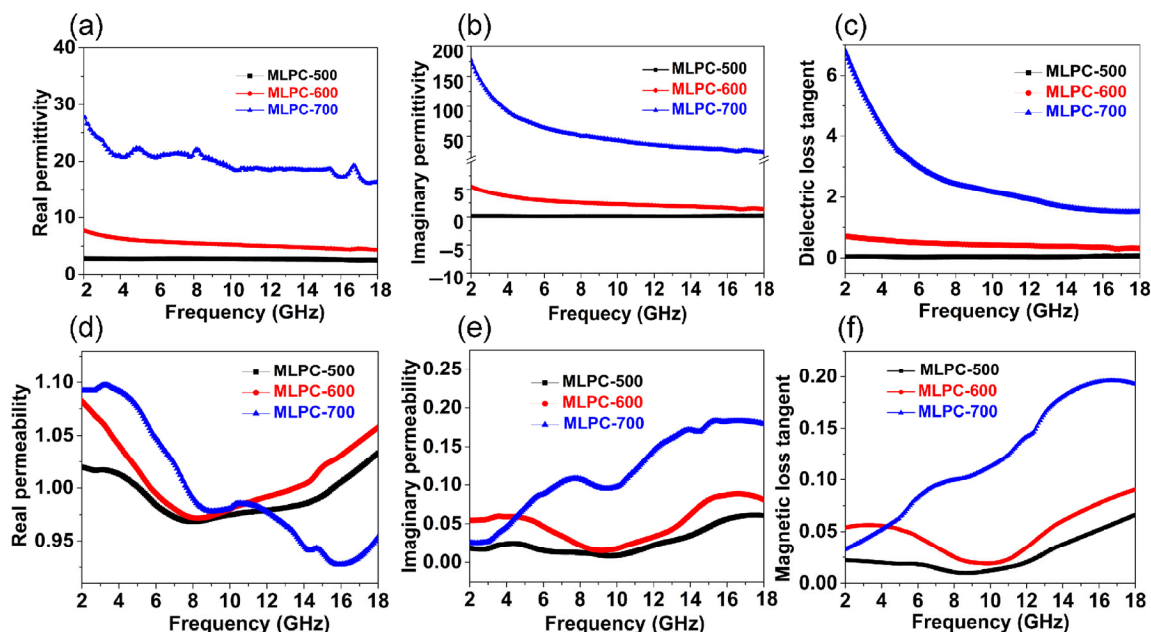 (a)
Real permittivity
40
30
20
10
0
MLPC-500
MLPC-600
MLPC-700
2 4 6 8 10 12 14 16 18
Frequency (GHz)
(b)
Imaginary permittivity
200
150
100
50
5
0
−5
−10
MLPC-500
MLPC-600
MLPC-700
2 4 6 8 10 12 14 16 18
Frequency (GHz)
(c)
Dielectric loss tangent
6
4
2
0
MLPC-500
MLPC-600
MLPC-700
2 4 6 8 10 12 14 16 18
Frequency (GHz)
(d)
Real permeability
1.10
1.05
1.00
0.95
MLPC-500
MLPC-600
MLPC-700
2 4 6 8 10 12 14 16 18
Frequency (GHz)
(e)
Imaginary permeability
0.25
0.20
0.15
0.10
0.05
0.00
MLPC-500
MLPC-600
MLPC-700
2 4 6 8 10 12 14 16 18
Frequency (GHz)
(f)
Magnetic loss tangent
0.20
0.15
0.10
0.05
0.00
MLPC-500
MLPC-600
MLPC-700
2 4 6 8 10 12 14 16 18
Frequency (GHz)